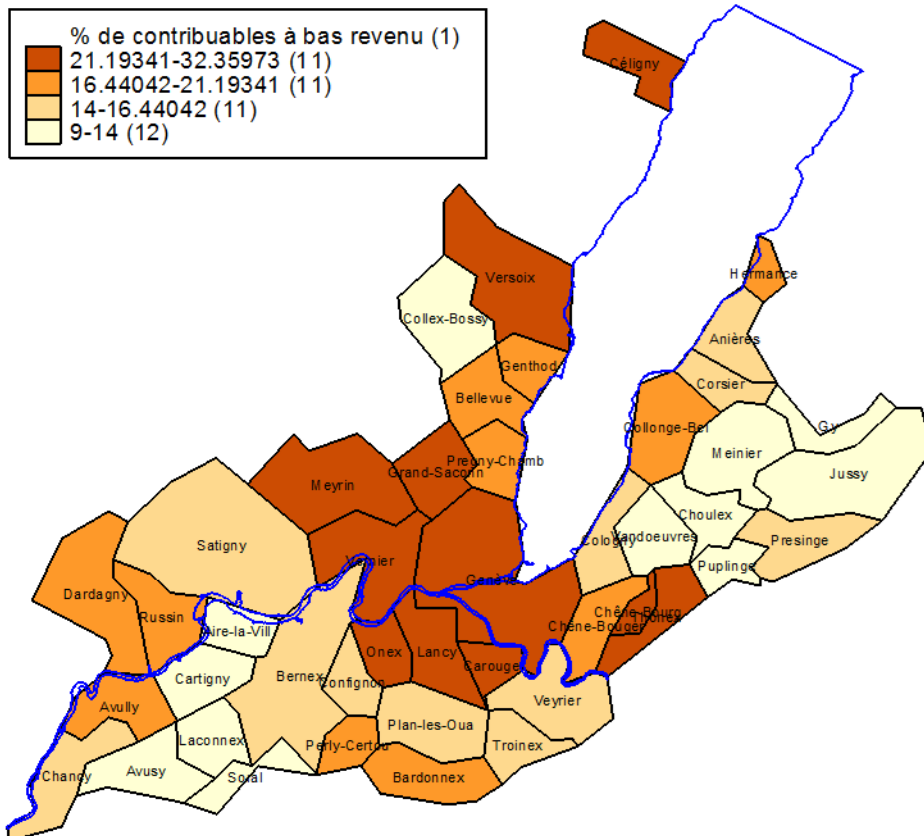 % de contribuables à bas revenu (1)
21.19341-32.35973 (11)
16.44042-21.19341 (11)
14-16.44042 (11)
9-14 (12)
Céligny
Hermance
Versoix
Collex-Bossy
Anières
Genthod
Corsier
Bellevue
Gy
Collonge-Bel
Meinier
Pregny-Chamb
Grand-Saconn
Jussy
Meyrin
Choulex
Vandoeuvres
Cologny
Presinge
Satigny
Vernier
Puplinge
Genève
Dardagny
Russin
Chêne-Bourg
Thônex
Chêne-Bouger
Aire-la-Vill
Onex
Lancy
Carouge
Cartigny
Bernex
Confignon
Veyrier
Avully
Plan-les-Oua
Laconnex
Perly-Certou
Troinex
Chancy
Avusy
Soral
Bardonnex